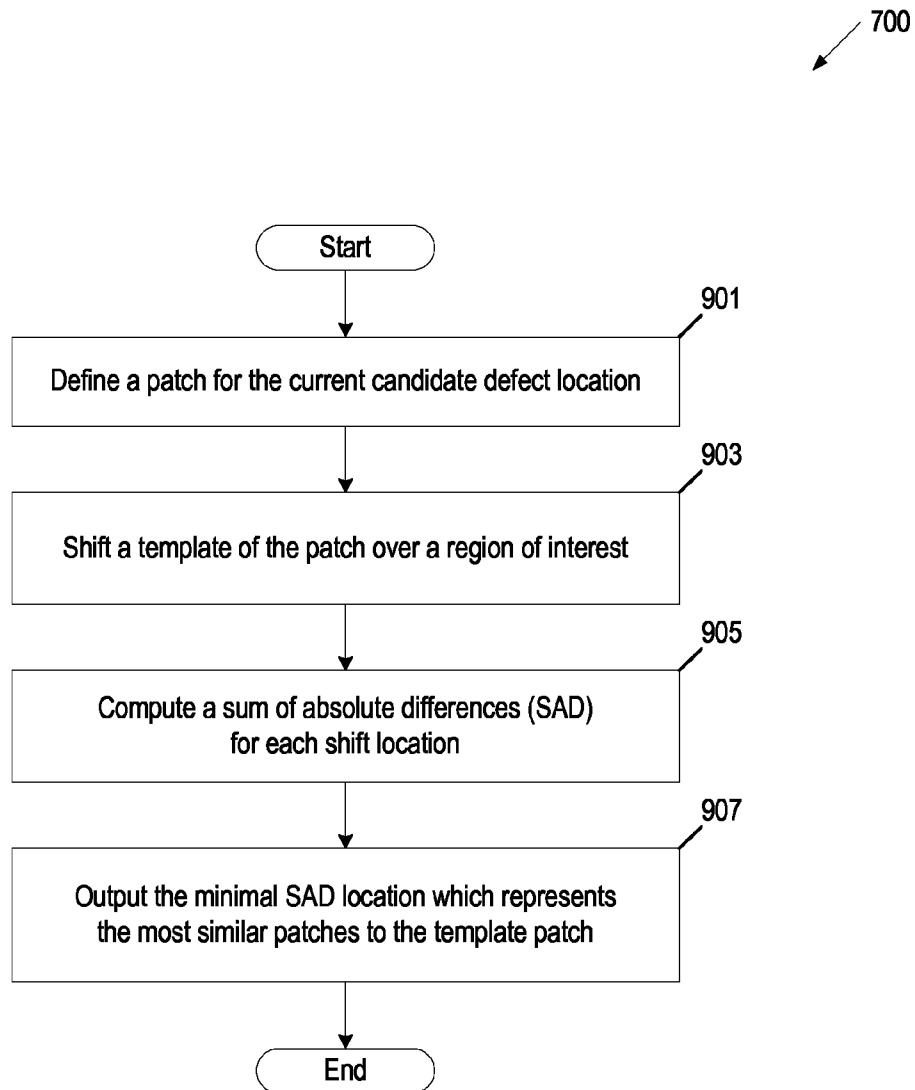 700
Start
901
Define a patch for the current candidate defect location
903
Shift a template of the patch over a region of interest
905
Compute a sum of absolute differences (SAD)
for each shift location
907
Output the minimal SAD location which represents
the most similar patches to the template patch
End